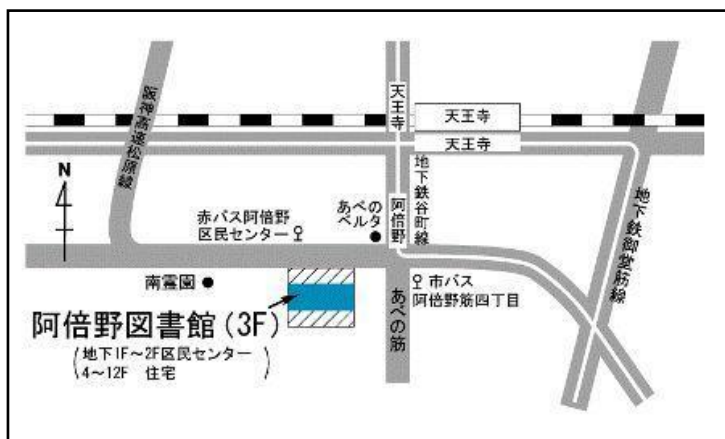 阪神高速松原線
天王寺
天王寺
天王寺
地下鉄谷町線
地下鉄御堂筋線
N
あべの
ベルタ
阿倍野
赤バス阿倍野
区民センター
市バス
阿倍野筋四丁目
南霊園
あべの筋
阿倍野図書館(3F)
(地下1F~2F区民センター
4~12F 住宅)